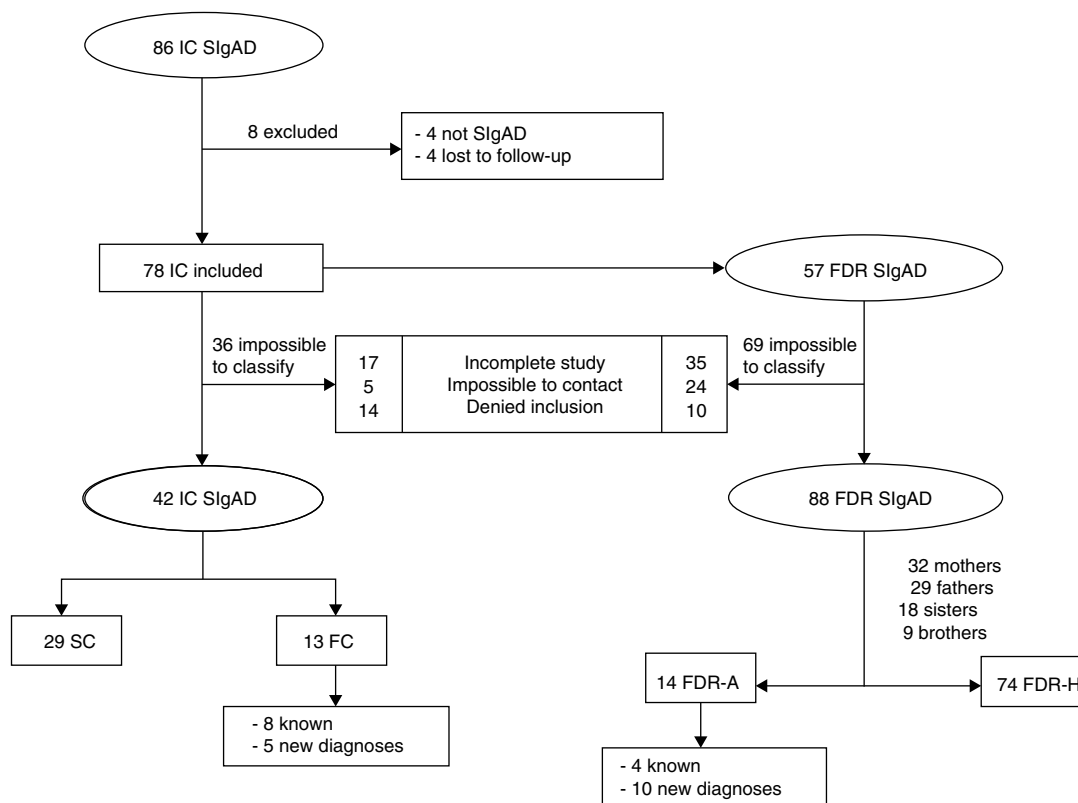 86 IC SIgAD
8 excluded
- 4 not SIgAD
- 4 lost to follow-up
78 IC included
57 FDR SIgAD
36 impossible
to classify
17 Incomplete study 35
5 Impossible to contact 24
14 Denied inclusion 10
69 impossible
to classify
42 IC SIgAD
88 FDR SIgAD
32 mothers
29 fathers
18 sisters
9 brothers
29 SC
13 FC
14 FDR-A
74 FDR-H
- 8 known
- 5 new diagnoses
- 4 known
- 10 new diagnoses